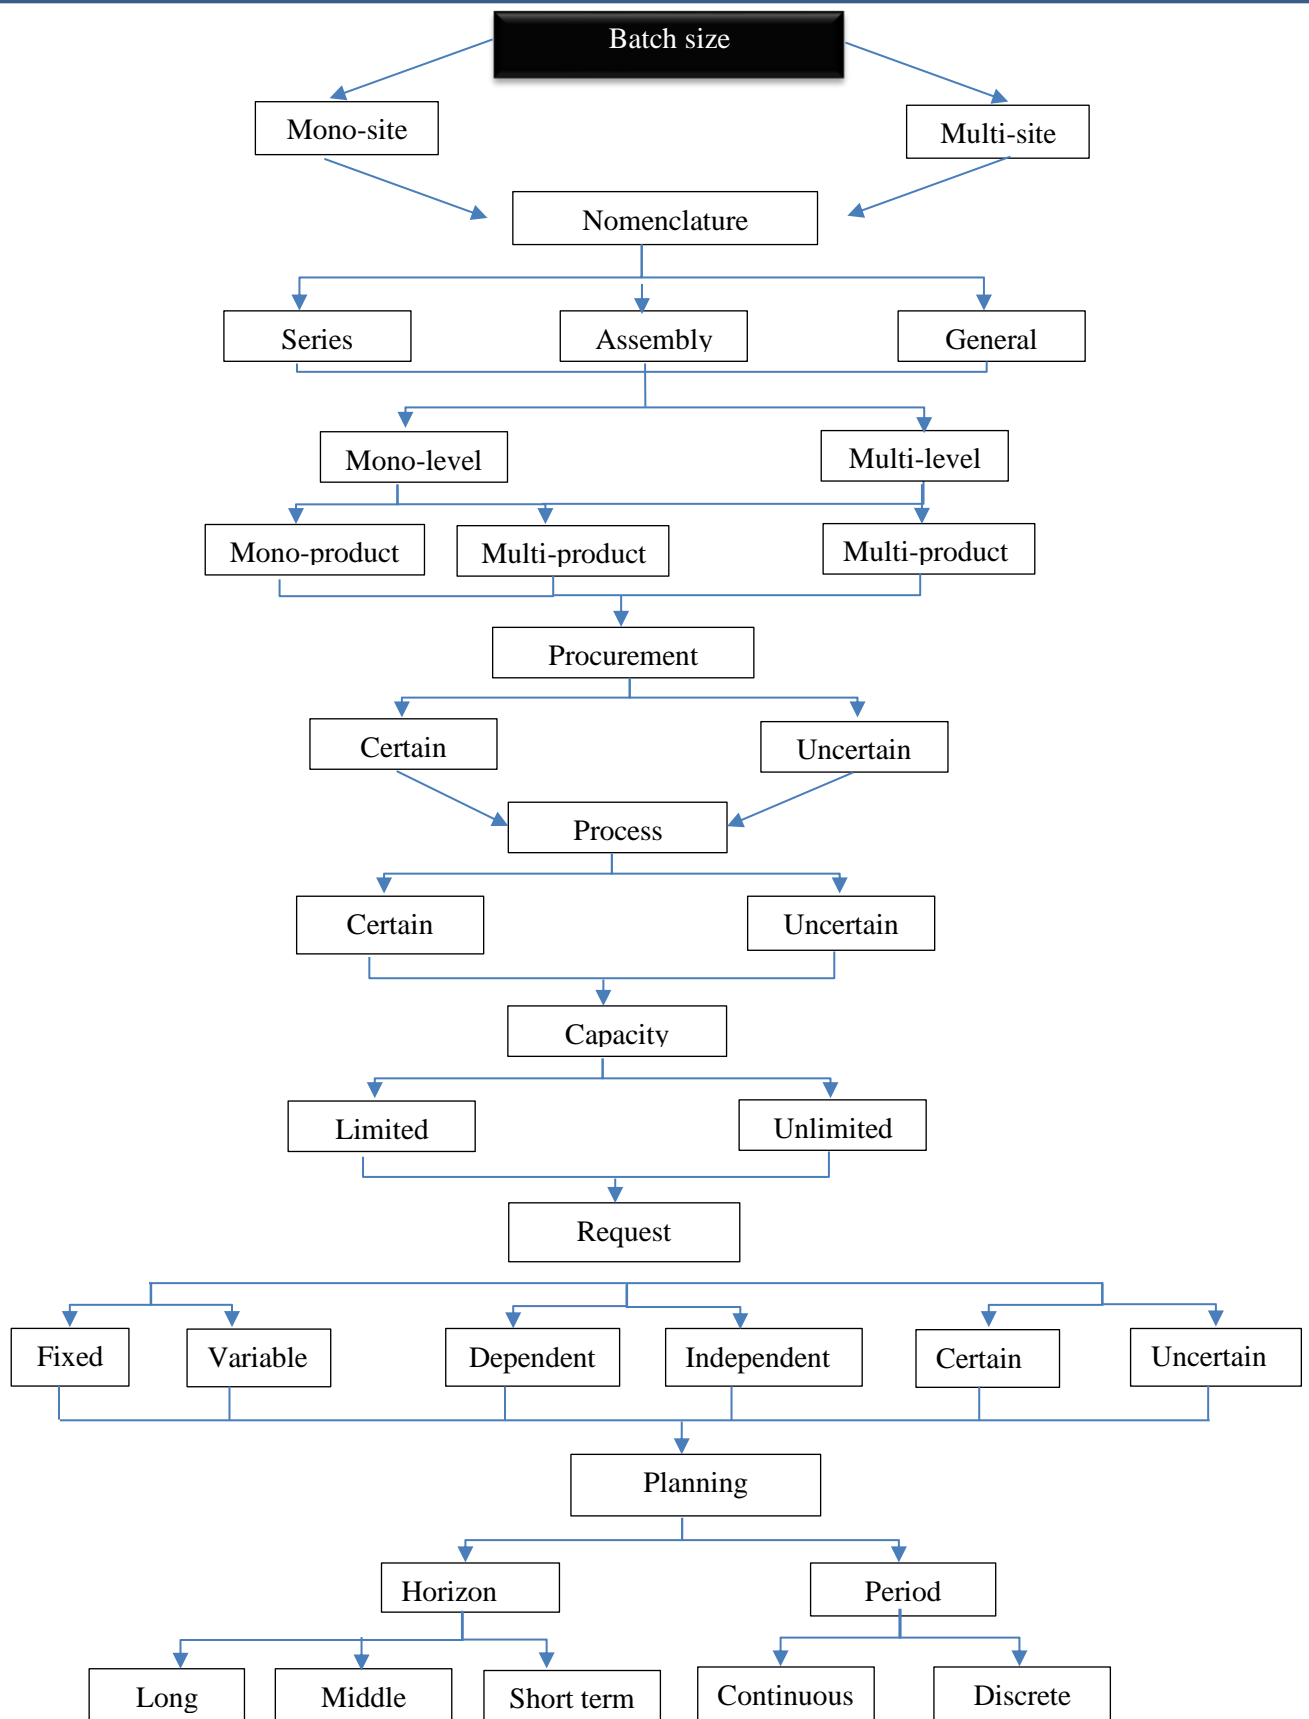 Batch size
Mono-site
Multi-site
Nomenclature
Series
Assembly
General
Mono-level
Multi-level
Mono-product
Multi-product
Multi-product
Procurement
Certain
Uncertain
Process
Certain
Uncertain
Capacity
Limited
Unlimited
Request
Fixed
Variable
Dependent
Independent
Certain
Uncertain
Planning
Horizon
Period
Long
Middle
Short term
Continuous
Discrete